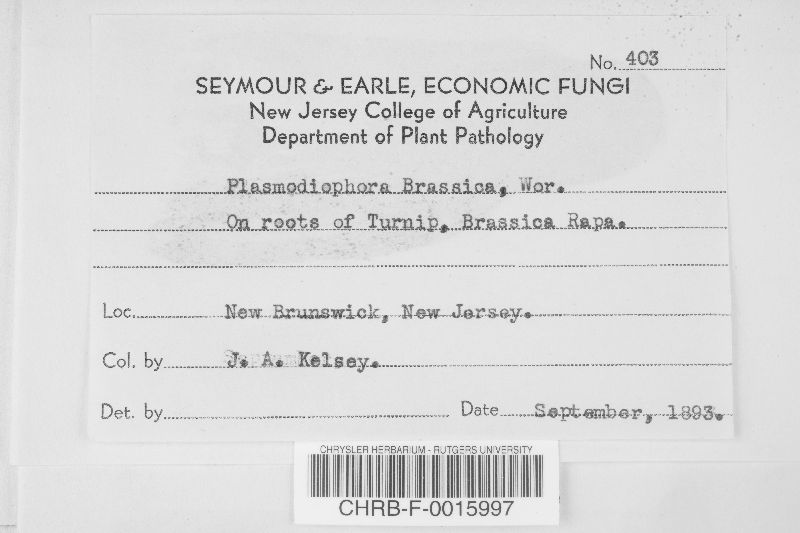 No. 403
SEYMOUR & EARLE, ECONOMIC FUNGI
New Jersey College of Agriculture
Department of Plant Pathology
Plasmodiophora Brassica, Wor.
On roots of Turnip, Brassica Rapa.
Loc. New Brunswick, New Jersey.
Col. by J. A. Kelsey.
Det. by Date September, 1893.
CHRYSLER HERBARIUM - RUTGERS UNIVERSITY
CHRB-F-0015997